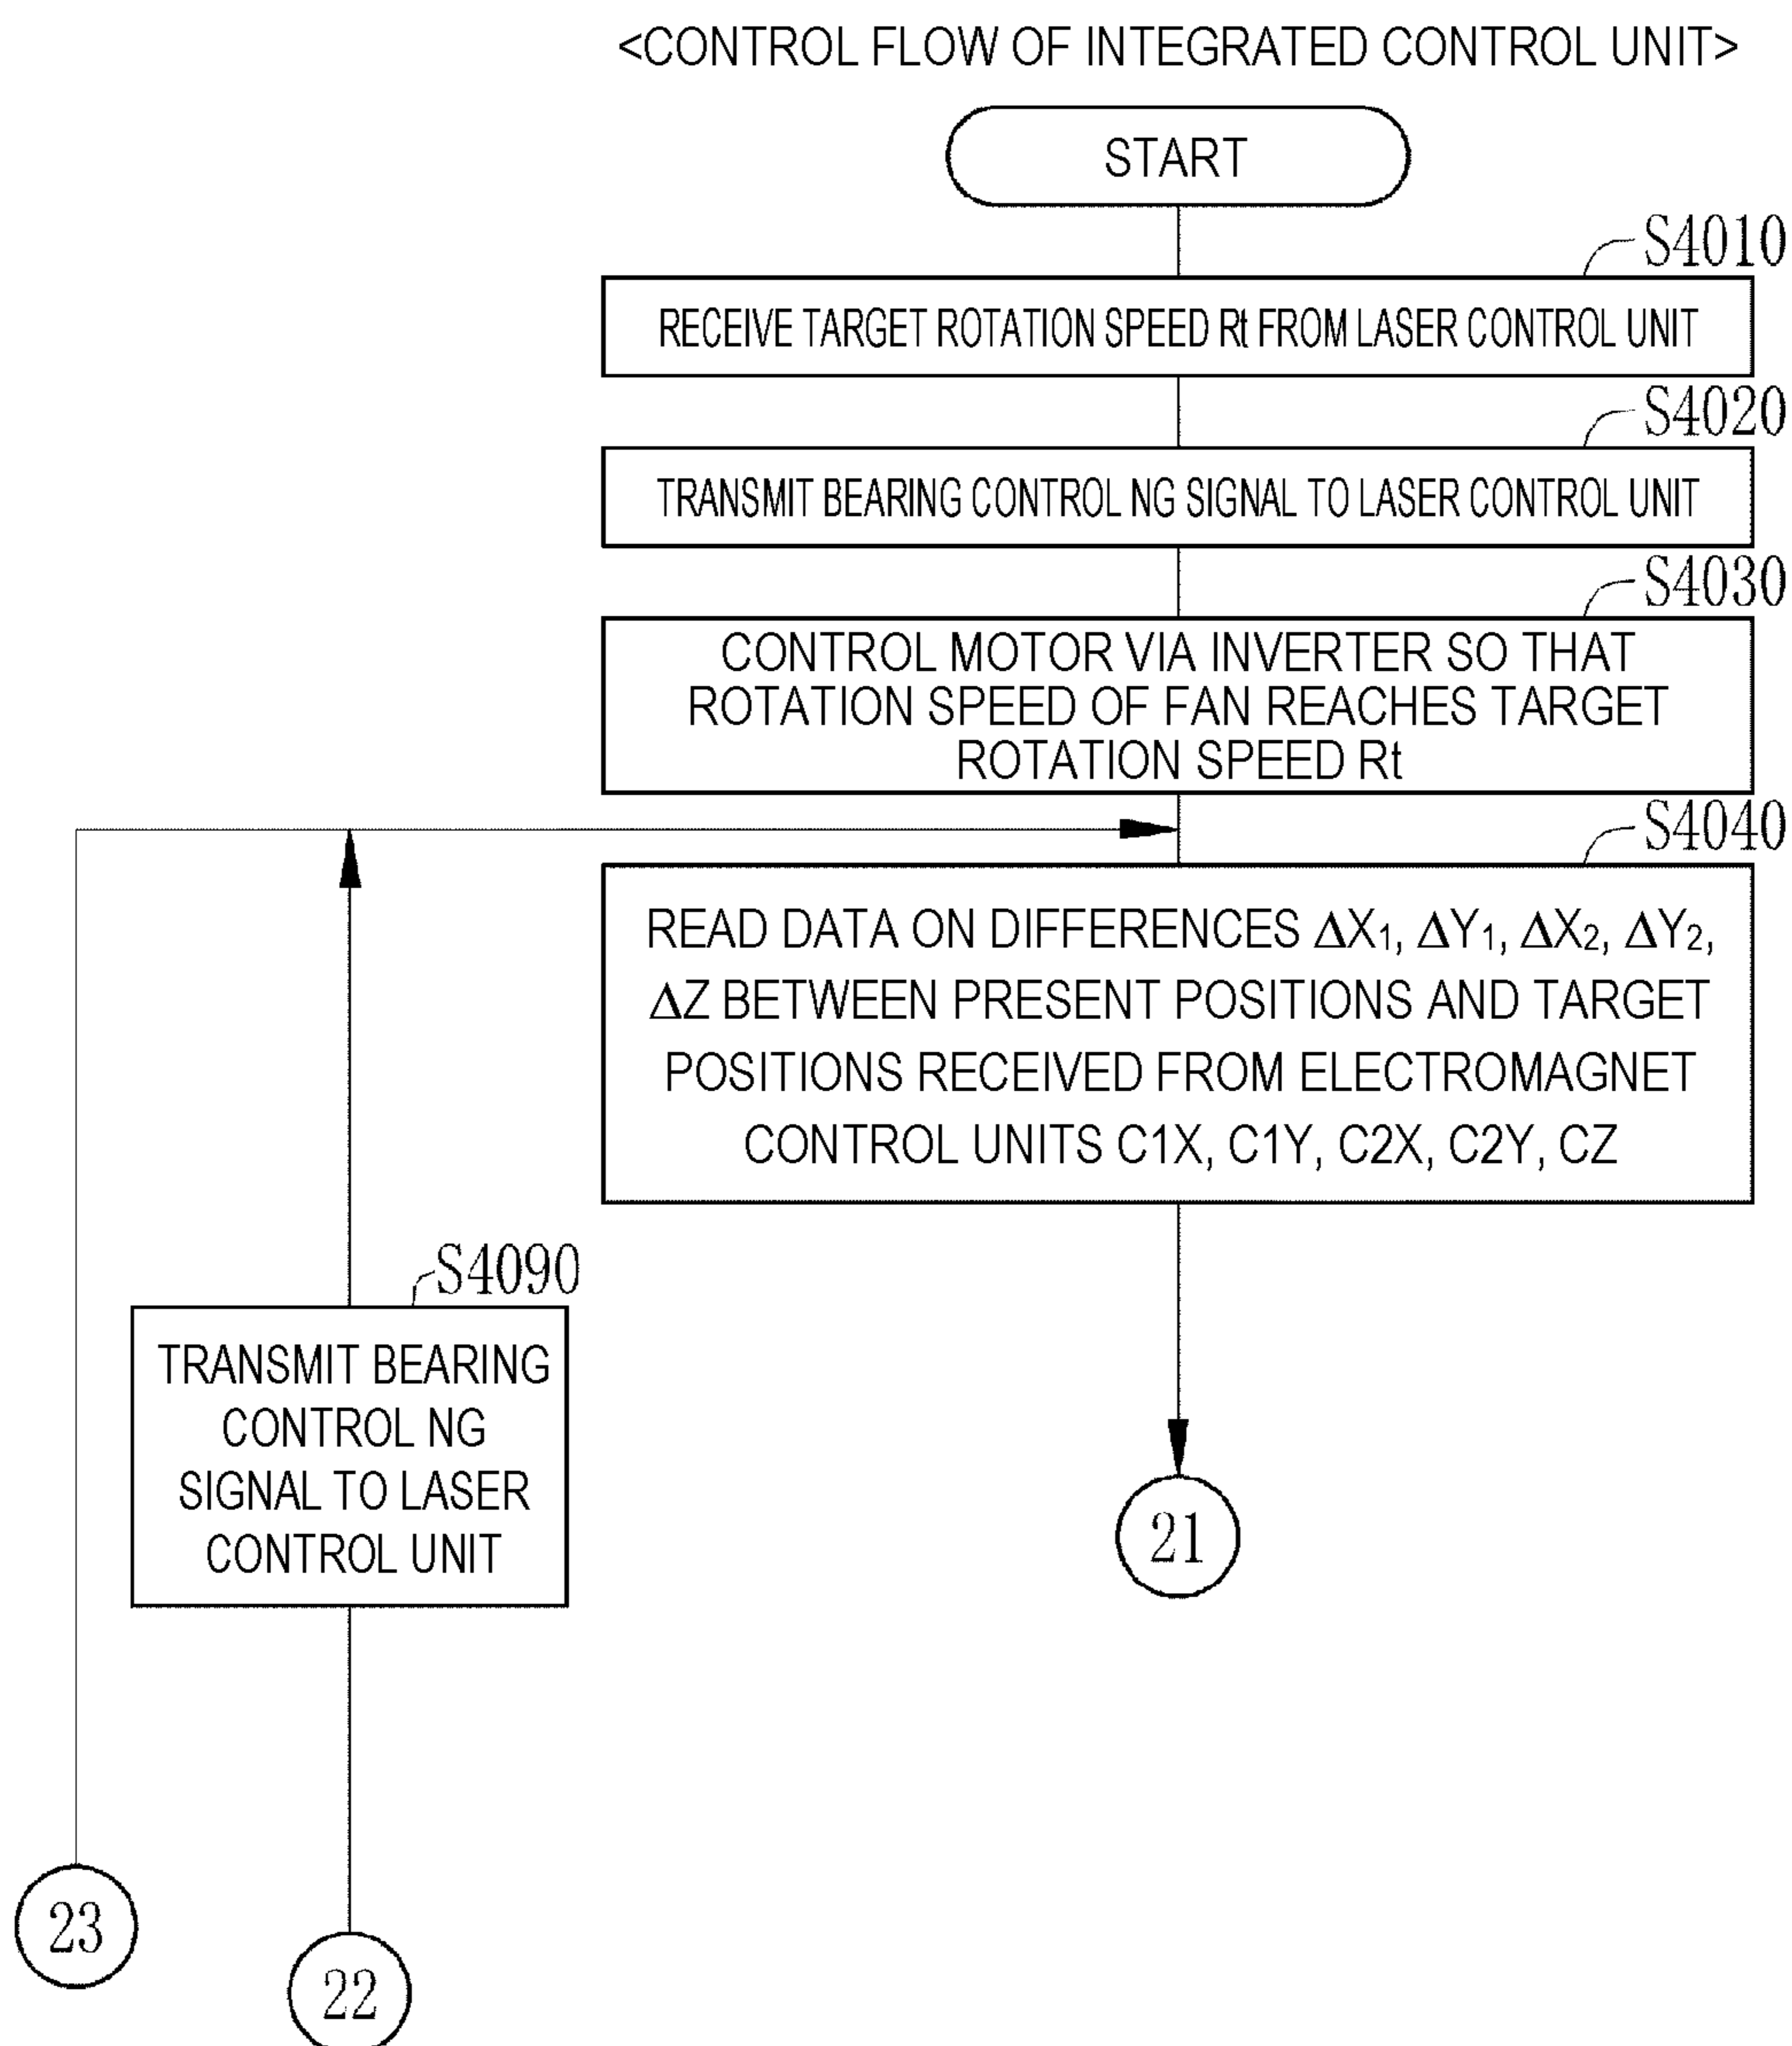 <CONTROL FLOW OF INTEGRATED CONTROL UNIT>
START
S4010
RECEIVE TARGET ROTATION SPEED Rt FROM LASER CONTROL UNIT
S4020
TRANSMIT BEARING CONTROL NG SIGNAL TO LASER CONTROL UNIT
S4030
CONTROL MOTOR VIA INVERTER SO THAT
ROTATION SPEED OF FAN REACHES TARGET
ROTATION SPEED Rt
S4040
READ DATA ON DIFFERENCES ΔX₁, ΔY₁, ΔX₂, ΔY₂,
ΔZ BETWEEN PRESENT POSITIONS AND TARGET
POSITIONS RECEIVED FROM ELECTROMAGNET
CONTROL UNITS C1X, C1Y, C2X, C2Y, CZ
S4090
TRANSMIT BEARING
CONTROL NG
SIGNAL TO LASER
CONTROL UNIT
21
23
22